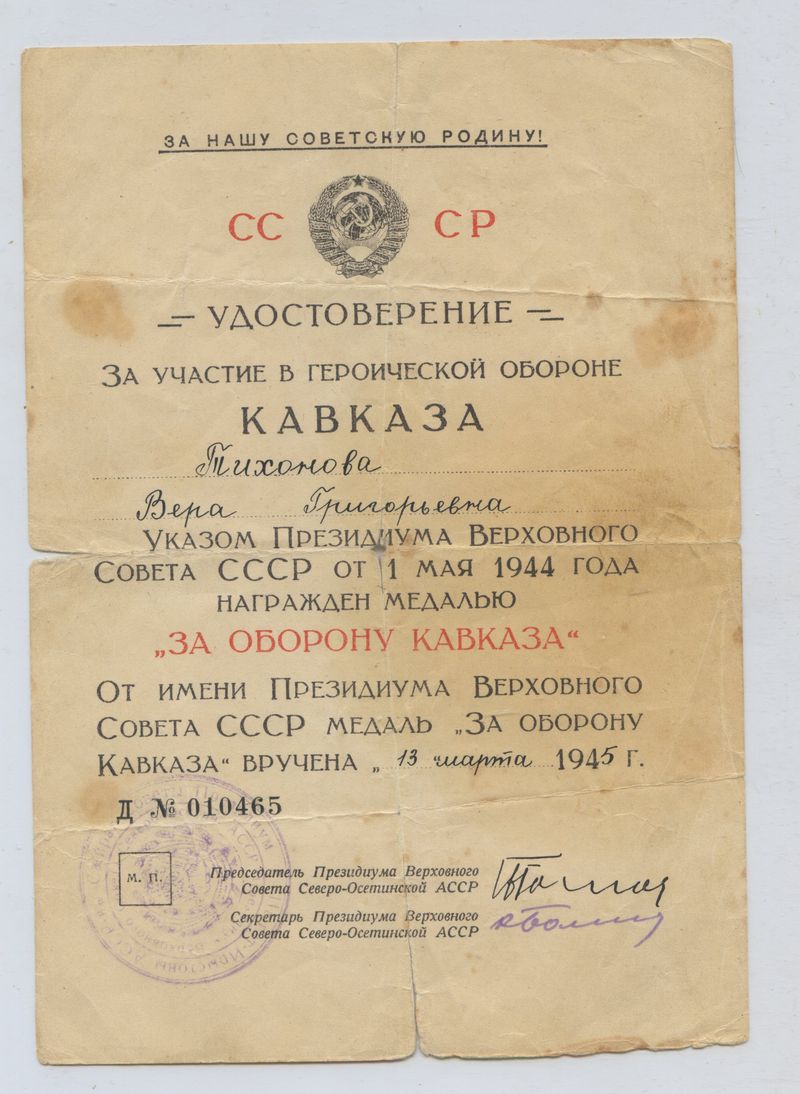 ЗА НАШУ СОВЕТСКУЮ РОДИНУ!
СС СР
УДОСТОВЕРЕНИЕ
ЗА УЧАСТИЕ В ГЕРОИЧЕСКОЙ ОБОРОНЕ
КАВКАЗА
Тихонова
Вера Григорьевна
УКАЗОМ ПРЕЗИДИУМА ВЕРХОВНОГО
СОВЕТА СССР ОТ 1 МАЯ 1944 ГОДА
НАГРАЖДЕН МЕДАЛЬЮ
„ЗА ОБОРОНУ КАВКАЗА“
ОТ ИМЕНИ ПРЕЗИДИУМА ВЕРХОВНОГО
СОВЕТА СССР МЕДАЛЬ „ЗА ОБОРОНУ
КАВКАЗА“ ВРУЧЕНА „ 13 марта 1945 Г.
Д № 010465
м. п.
Председатель Президиума Верховного
Совета Северо-Осетинской АССР
Секретарь Президиума Верховного
Совета Северо-Осетинской АССР